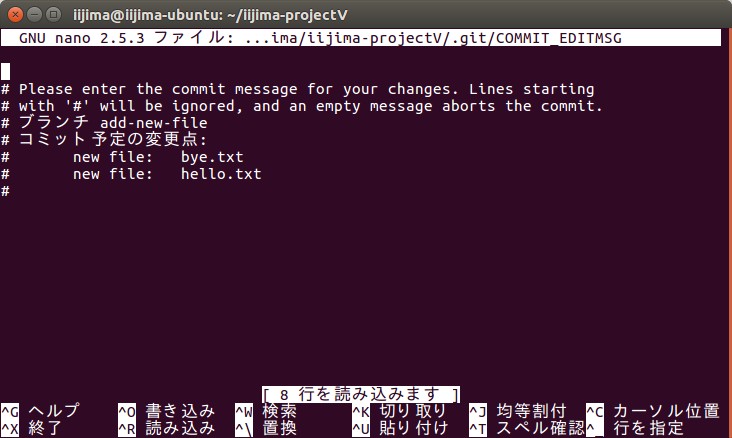 iijima@iijima-ubuntu: ~/iijima-projectV
GNU nano 2.5.3 ファイル: ...ima/iijima-projectV/.git/COMMIT_EDITMSG
# Please enter the commit message for your changes. Lines starting
# with '#' will be ignored, and an empty message aborts the commit.
# ブランチ add-new-file
# コミット予定の変更点:
#       new file:   bye.txt
#       new file:   hello.txt
#
[ 8 行を読み込みます ]
^G ヘルプ ^O 書き込み ^W 検索 ^K 切り取り ^J 均等割付 ^C カーソル位置
^X 終了 ^R 読み込み ^\ 置換 ^U 貼り付け ^T スペル確認 ^_ 行を指定